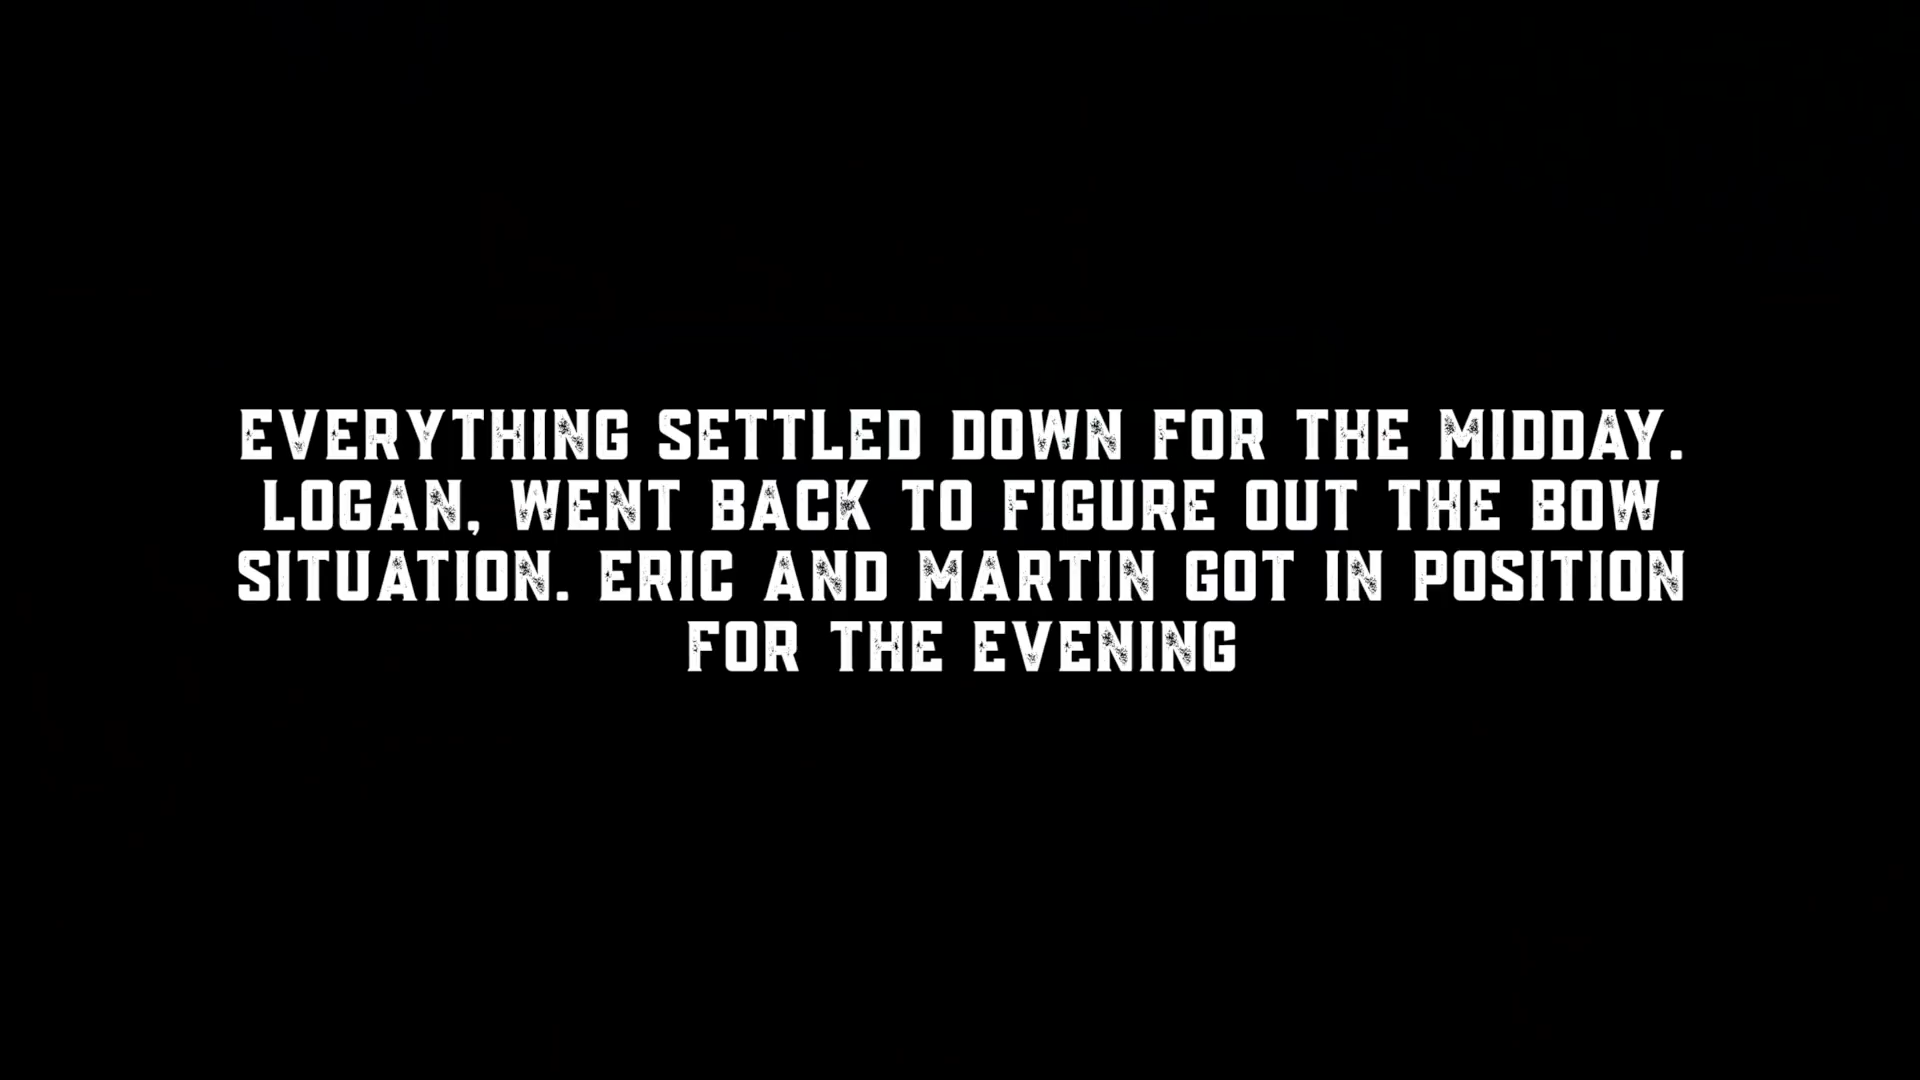 EVERYTHING SETTLED DOWN FOR THE MIDDAY.
LOGAN, WENT BACK TO FIGURE OUT THE BOW
SITUATION. ERIC AND MARTIN GOT IN POSITION
FOR THE EVENING